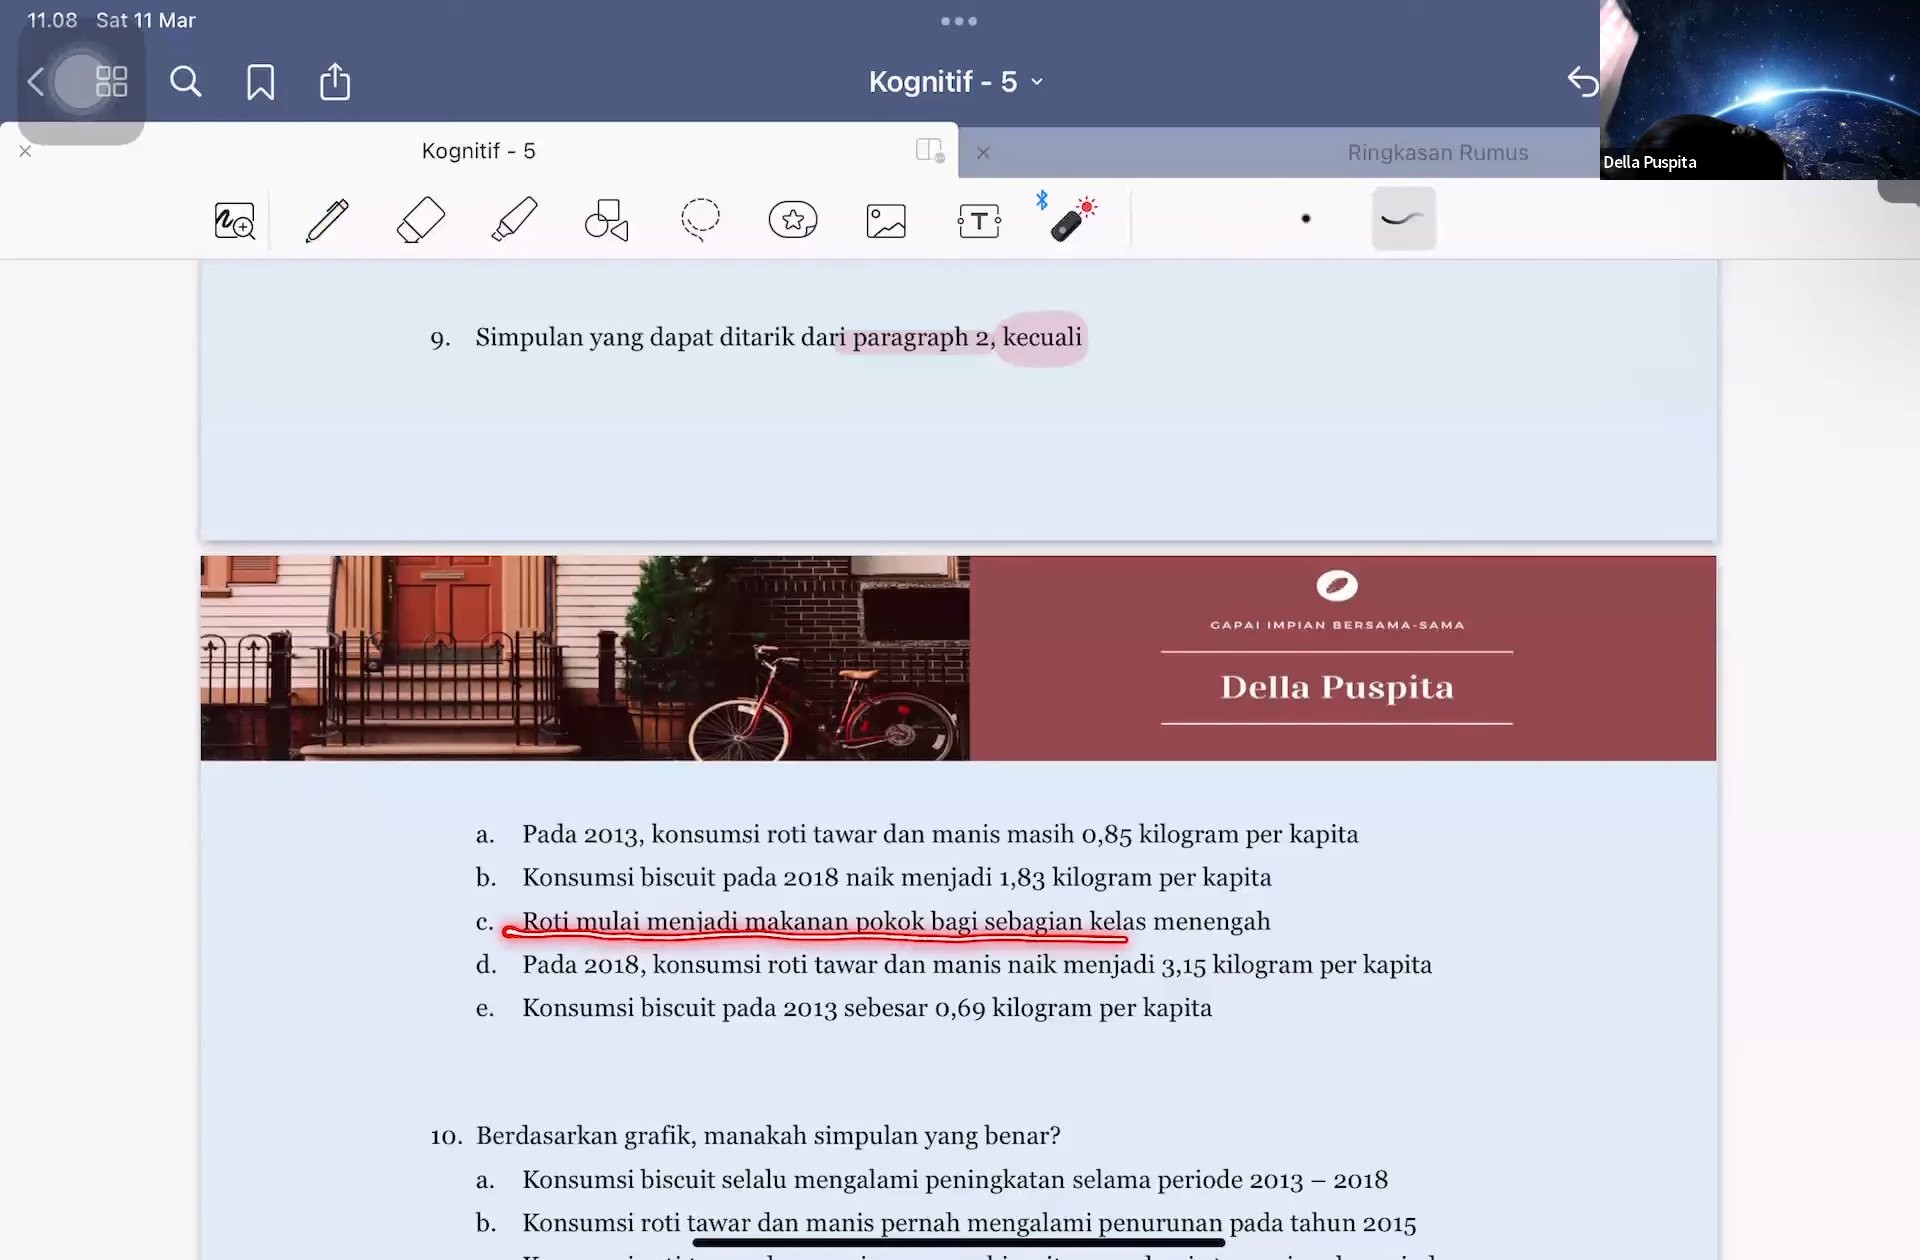 11.08 Sat 11 Mar
Kognitif - 5
Kognitif - 5
Ringkasan Rumus
Della Puspita
T
9. Simpulan yang dapat ditarik dari paragraph 2, kecuali
GAPAI IMPIAN BERSAMA-SAMA
Della Puspita
a. Pada 2013, konsumsi roti tawar dan manis masih 0,85 kilogram per kapita
b. Konsumsi biscuit pada 2018 naik menjadi 1,83 kilogram per kapita
c. Roti mulai menjadi makanan pokok bagi sebagian kelas menengah
d. Pada 2018, konsumsi roti tawar dan manis naik menjadi 3,15 kilogram per kapita
e. Konsumsi biscuit pada 2013 sebesar 0,69 kilogram per kapita
10. Berdasarkan grafik, manakah simpulan yang benar?
a. Konsumsi biscuit selalu mengalami peningkatan selama periode 2013 – 2018
b. Konsumsi roti tawar dan manis pernah mengalami penurunan pada tahun 2015